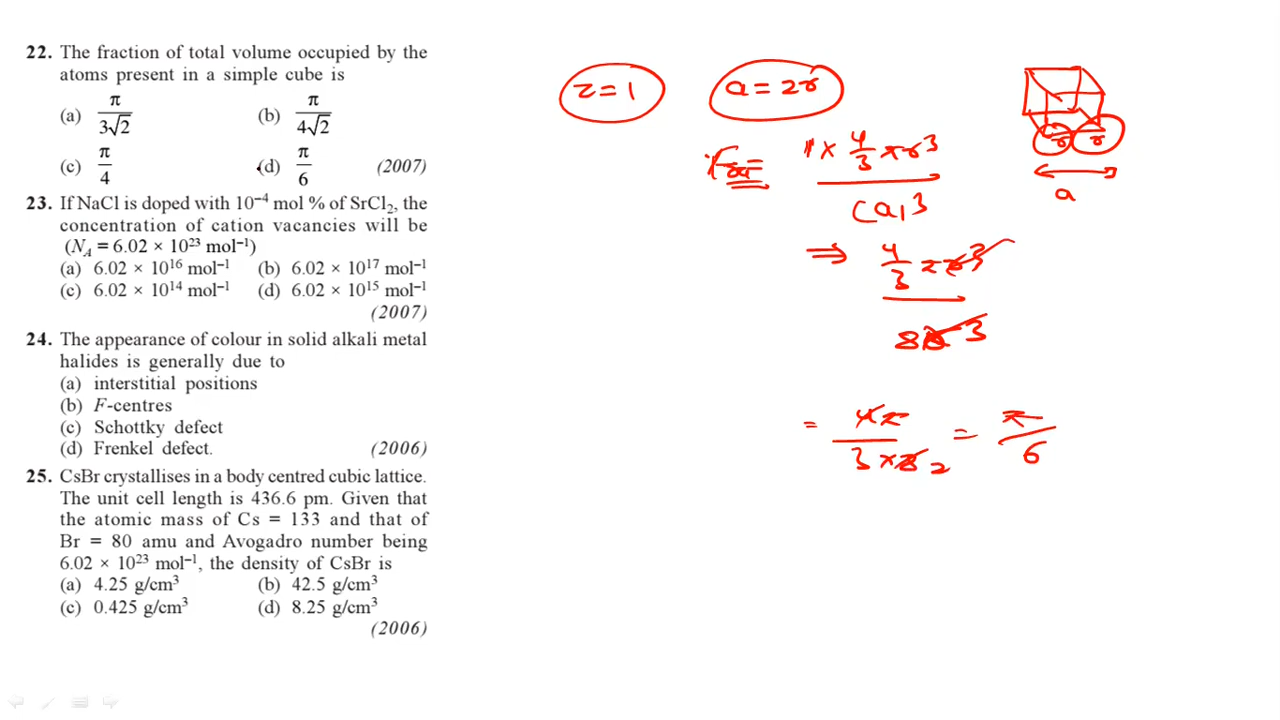 22. The fraction of total volume occupied by the
atoms present in a simple cube is
(a) π/3√2 (b) π/4√2
(c) π/4 (d) π/6 (2007)
23. If NaCl is doped with 10⁻⁴ mol % of SrCl₂, the
concentration of cation vacancies will be
(N_A = 6.02 × 10²³ mol⁻¹)
(a) 6.02 × 10¹⁶ mol⁻¹ (b) 6.02 × 10¹⁷ mol⁻¹
(c) 6.02 × 10¹⁴ mol⁻¹ (d) 6.02 × 10¹⁵ mol⁻¹
(2007)
24. The appearance of colour in solid alkali metal
halides is generally due to
(a) interstitial positions
(b) F-centres
(c) Schottky defect
(d) Frenkel defect. (2006)
25. CsBr crystallises in a body centred cubic lattice.
The unit cell length is 436.6 pm. Given that
the atomic mass of Cs = 133 and that of
Br = 80 amu and Avogadro number being
6.02 × 10²³ mol⁻¹, the density of CsBr is
(a) 4.25 g/cm³ (b) 42.5 g/cm³
(c) 0.425 g/cm³ (d) 8.25 g/cm³
(2006)
z = 1 a = 2r
r r
a
1 × 4/3 πr³
(a)³
⇒ 4/3 πr³
8r³
= 4π/3×8 2 = π/6